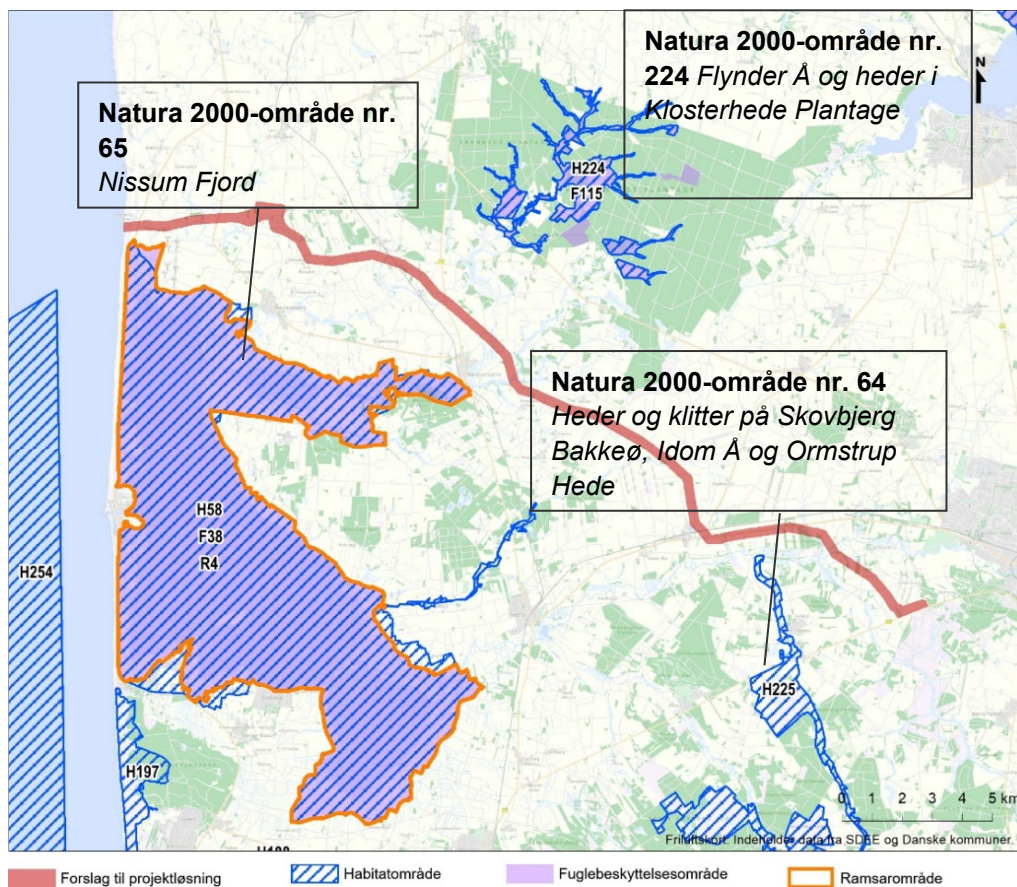 Natura 2000-område nr.
65
Nissum Fjord
Natura 2000-område nr.
224 Flynder Å og heder i
Klosterhede Plantage
N
H224
F115
Natura 2000-område nr. 64
Heder og klitter på Skovbjerg
Bakkeø, Idom Å og Ormstrup
Hede
H58
F38
R4
H254
H225
H197
0 1 2 3 4 5 km
Friluftskort: Indeholder data fra SDFE og Danske kommuner.
Forslag til projektløsning
Habitatområde
Fuglebeskyttelsesområde
Ramsarområde